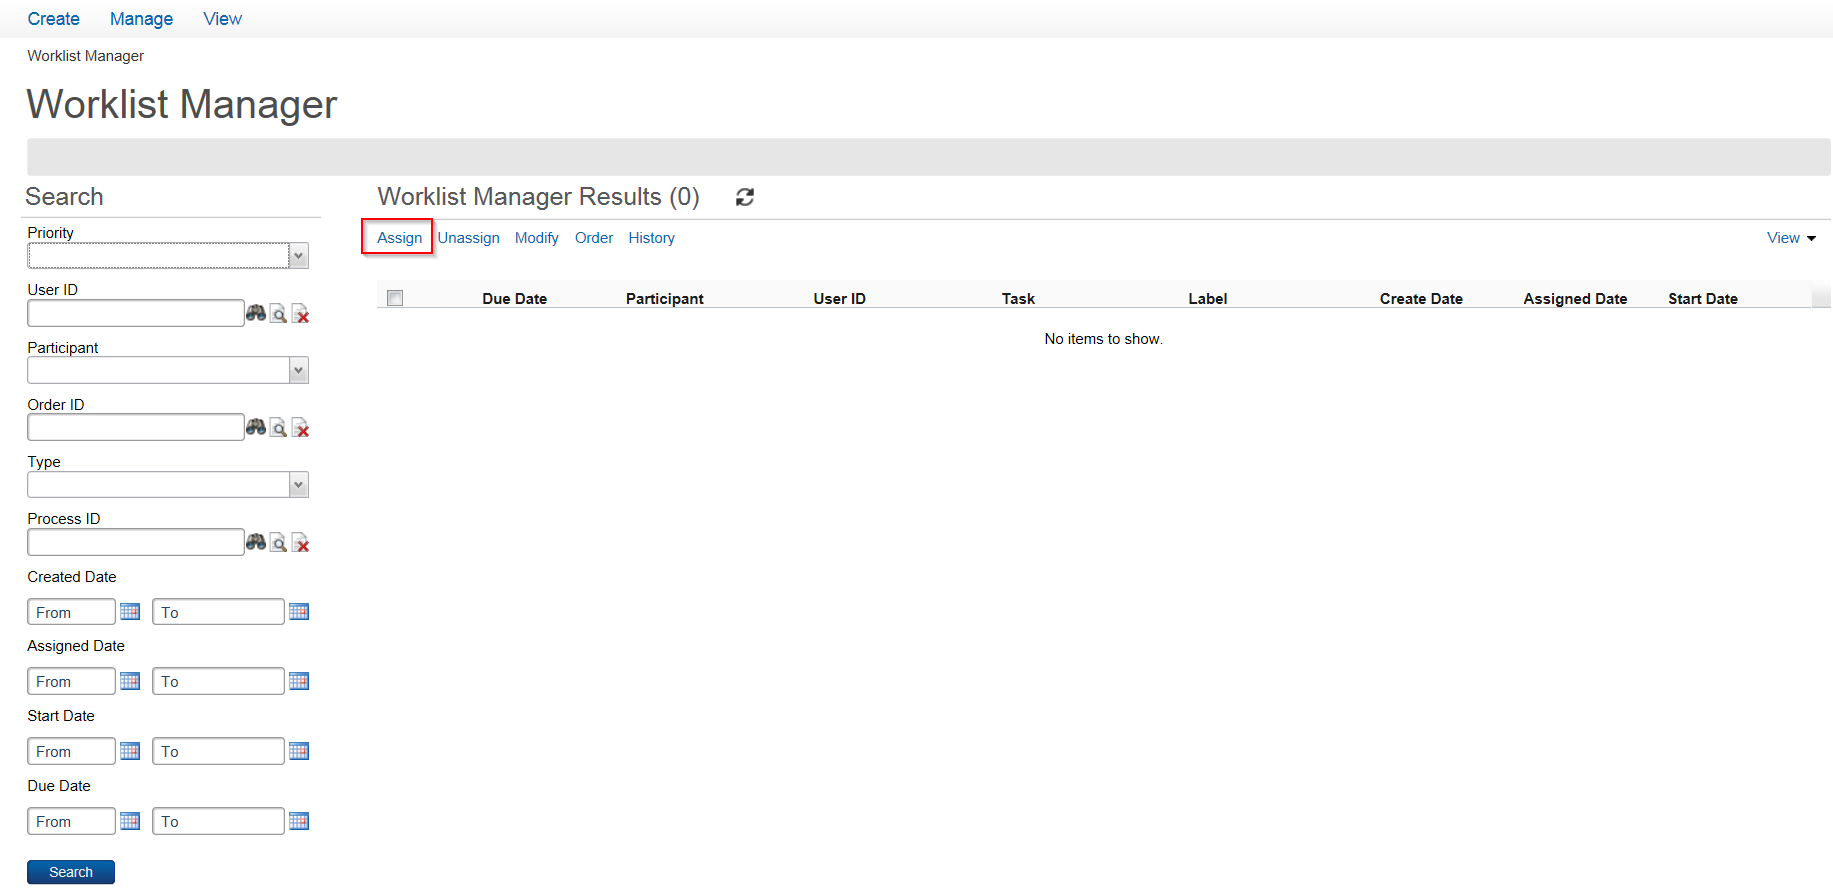 Create Manage View
Worklist Manager
Worklist Manager
Search
Priority
User ID
Participant
Order ID
Type
Process ID
Created Date
From To
Assigned Date
From To
Start Date
From To
Due Date
From To
Search
Worklist Manager Results (0)
Assign Unassign Modify Order History View
Due Date Participant User ID Task Label Create Date Assigned Date Start Date
No items to show.